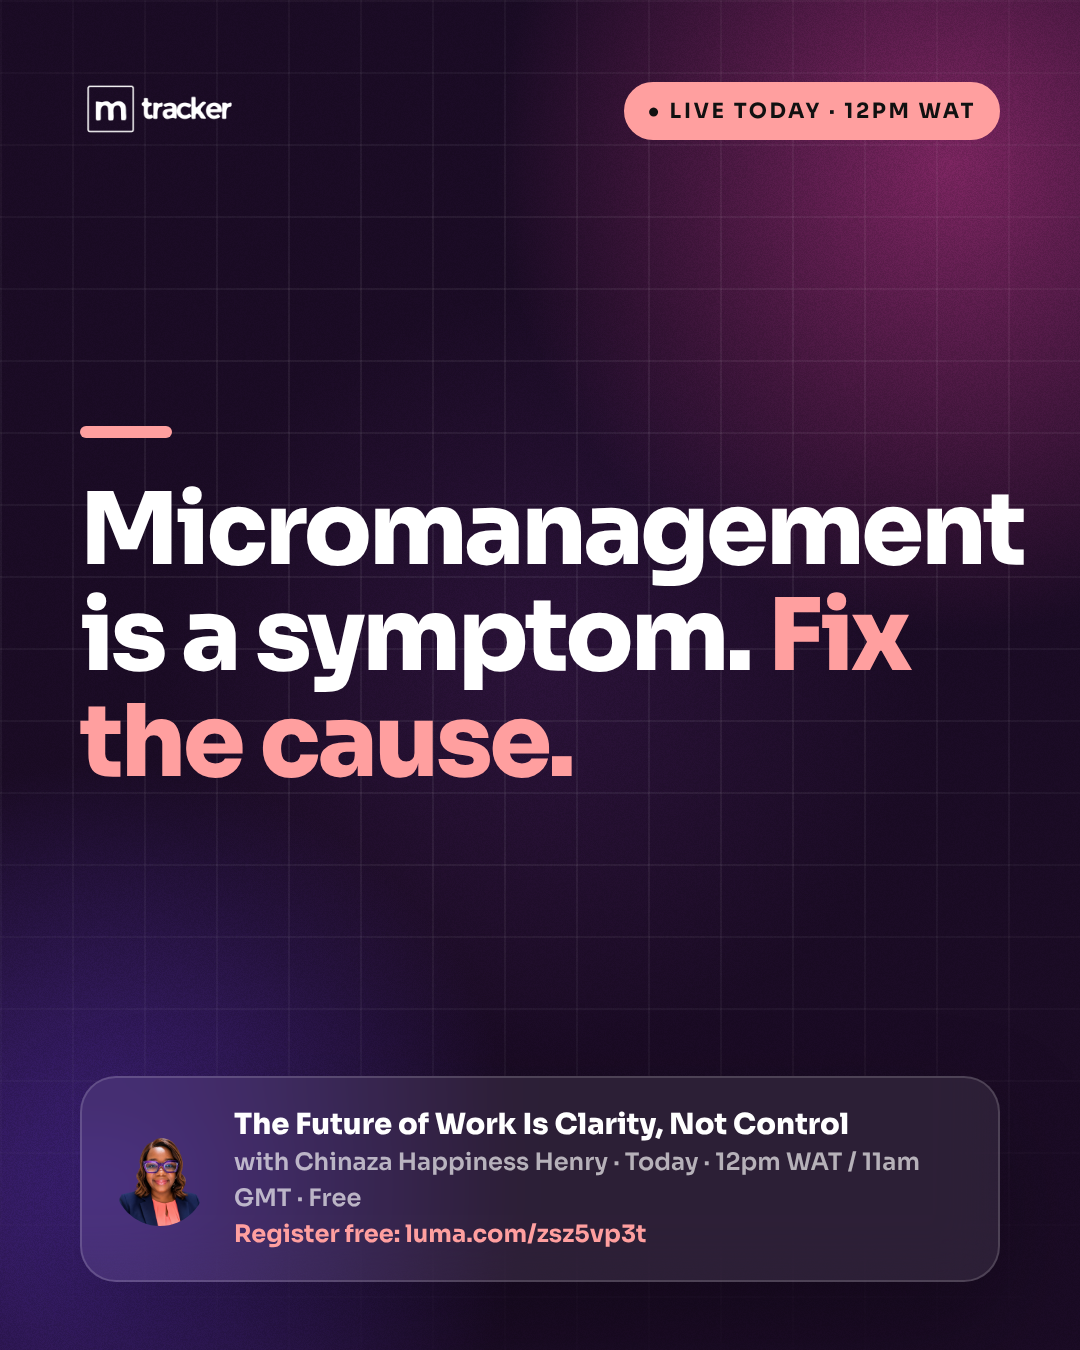 m tracker
• LIVE TODAY · 12PM WAT
Micromanagement
is a symptom. Fix
the cause.
The Future of Work Is Clarity, Not Control
with Chinaza Happiness Henry · Today · 12pm WAT / 11am
GMT · Free
Register free: luma.com/zsz5vp3t